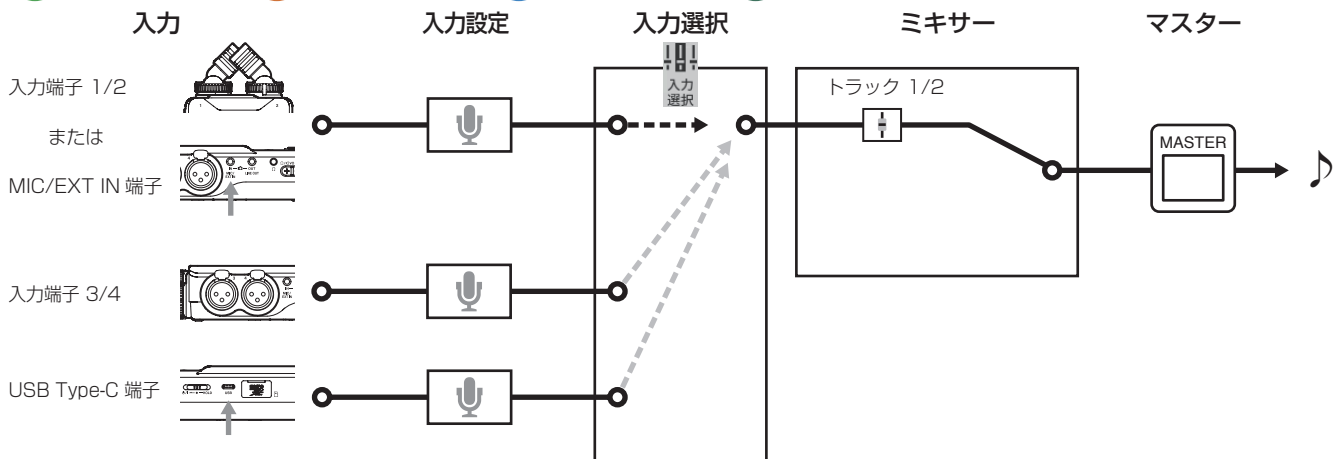 入力 入力設定 入力選択 ミキサー マスター
入力
選択
入力端子 1/2
または
MIC/EXT IN 端子
トラック 1/2
MASTER
入力端子 3/4
USB Type-C 端子
USB